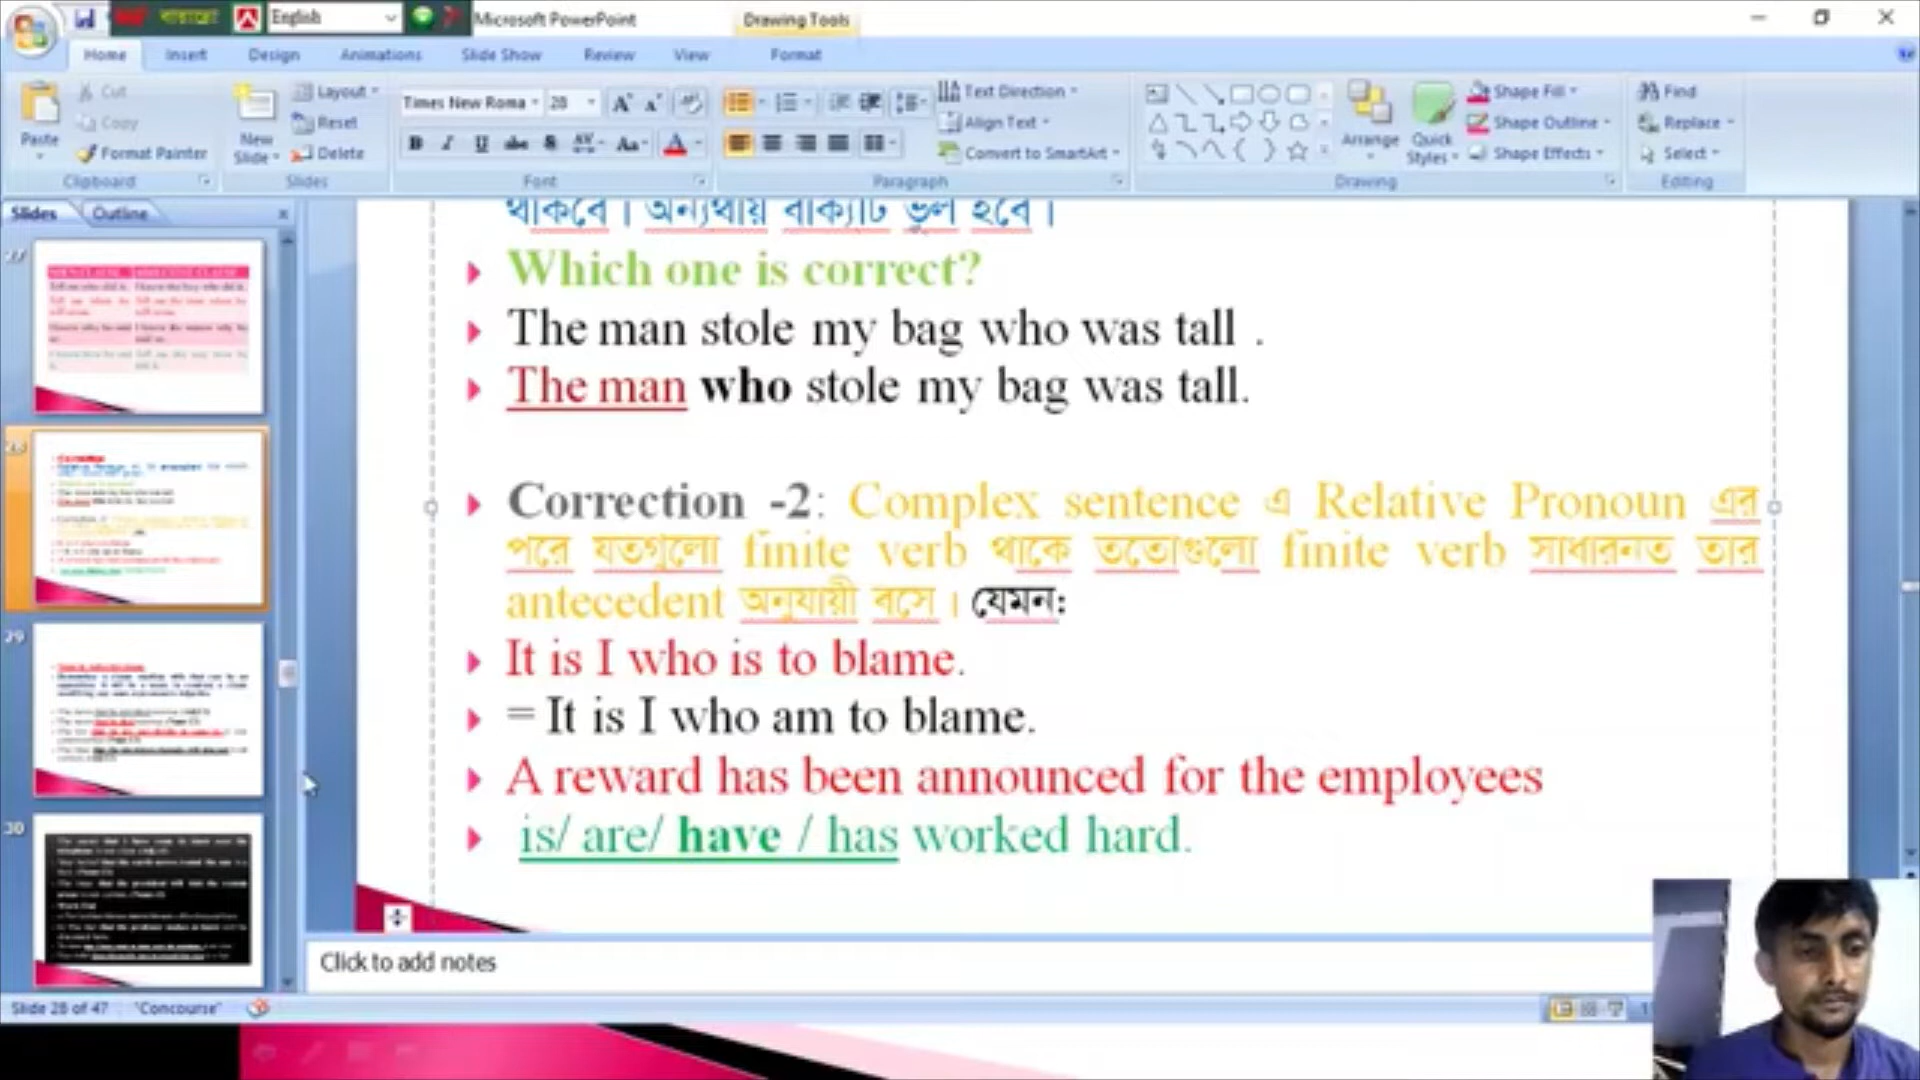 English
Microsoft PowerPoint
Drawing Tools
Home Insert Design Animations Slide Show Review View Format
Paste
Cut
Copy
Format Painter
Clipboard
New Slide
Layout
Reset
Delete
Slides
Times New Roma 28
Font
Paragraph
Text Direction
Align Text
Convert to SmartArt
Arrange
Quick Styles
Shape Fill
Shape Outline
Shape Effects
Drawing
Find
Replace
Select
Editing
Slides Outline
27
28
29
30
থাকবে। অন্যথায় বাক্যটি ভুল হবে।
Which one is correct?
The man stole my bag who was tall .
The man who stole my bag was tall.
Correction -2: Complex sentence এ Relative Pronoun এর
পরে যতগুলো finite verb থাকে ততোগুলো finite verb সাধারনত তার
antecedent অনুযায়ী বসে। যেমন:
It is I who is to blame.
= It is I who am to blame.
A reward has been announced for the employees
is/ are/ have / has worked hard.
Click to add notes
Slide 28 of 47 "Concourse"